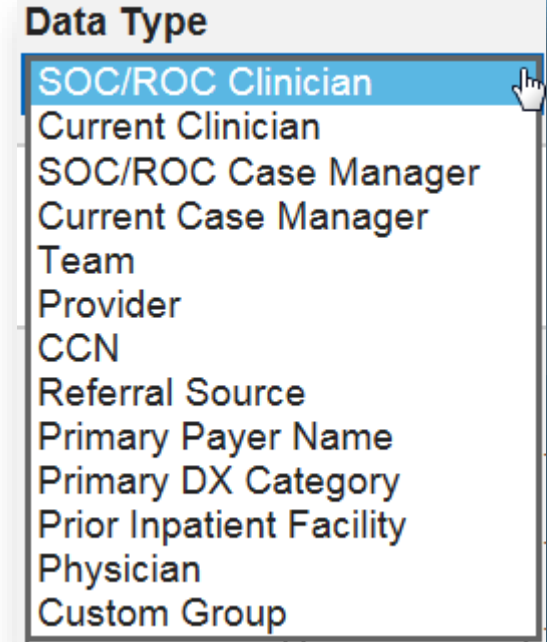 Data Type
SOC/ROC Clinician
Current Clinician
SOC/ROC Case Manager
Current Case Manager
Team
Provider
CCN
Referral Source
Primary Payer Name
Primary DX Category
Prior Inpatient Facility
Physician
Custom Group